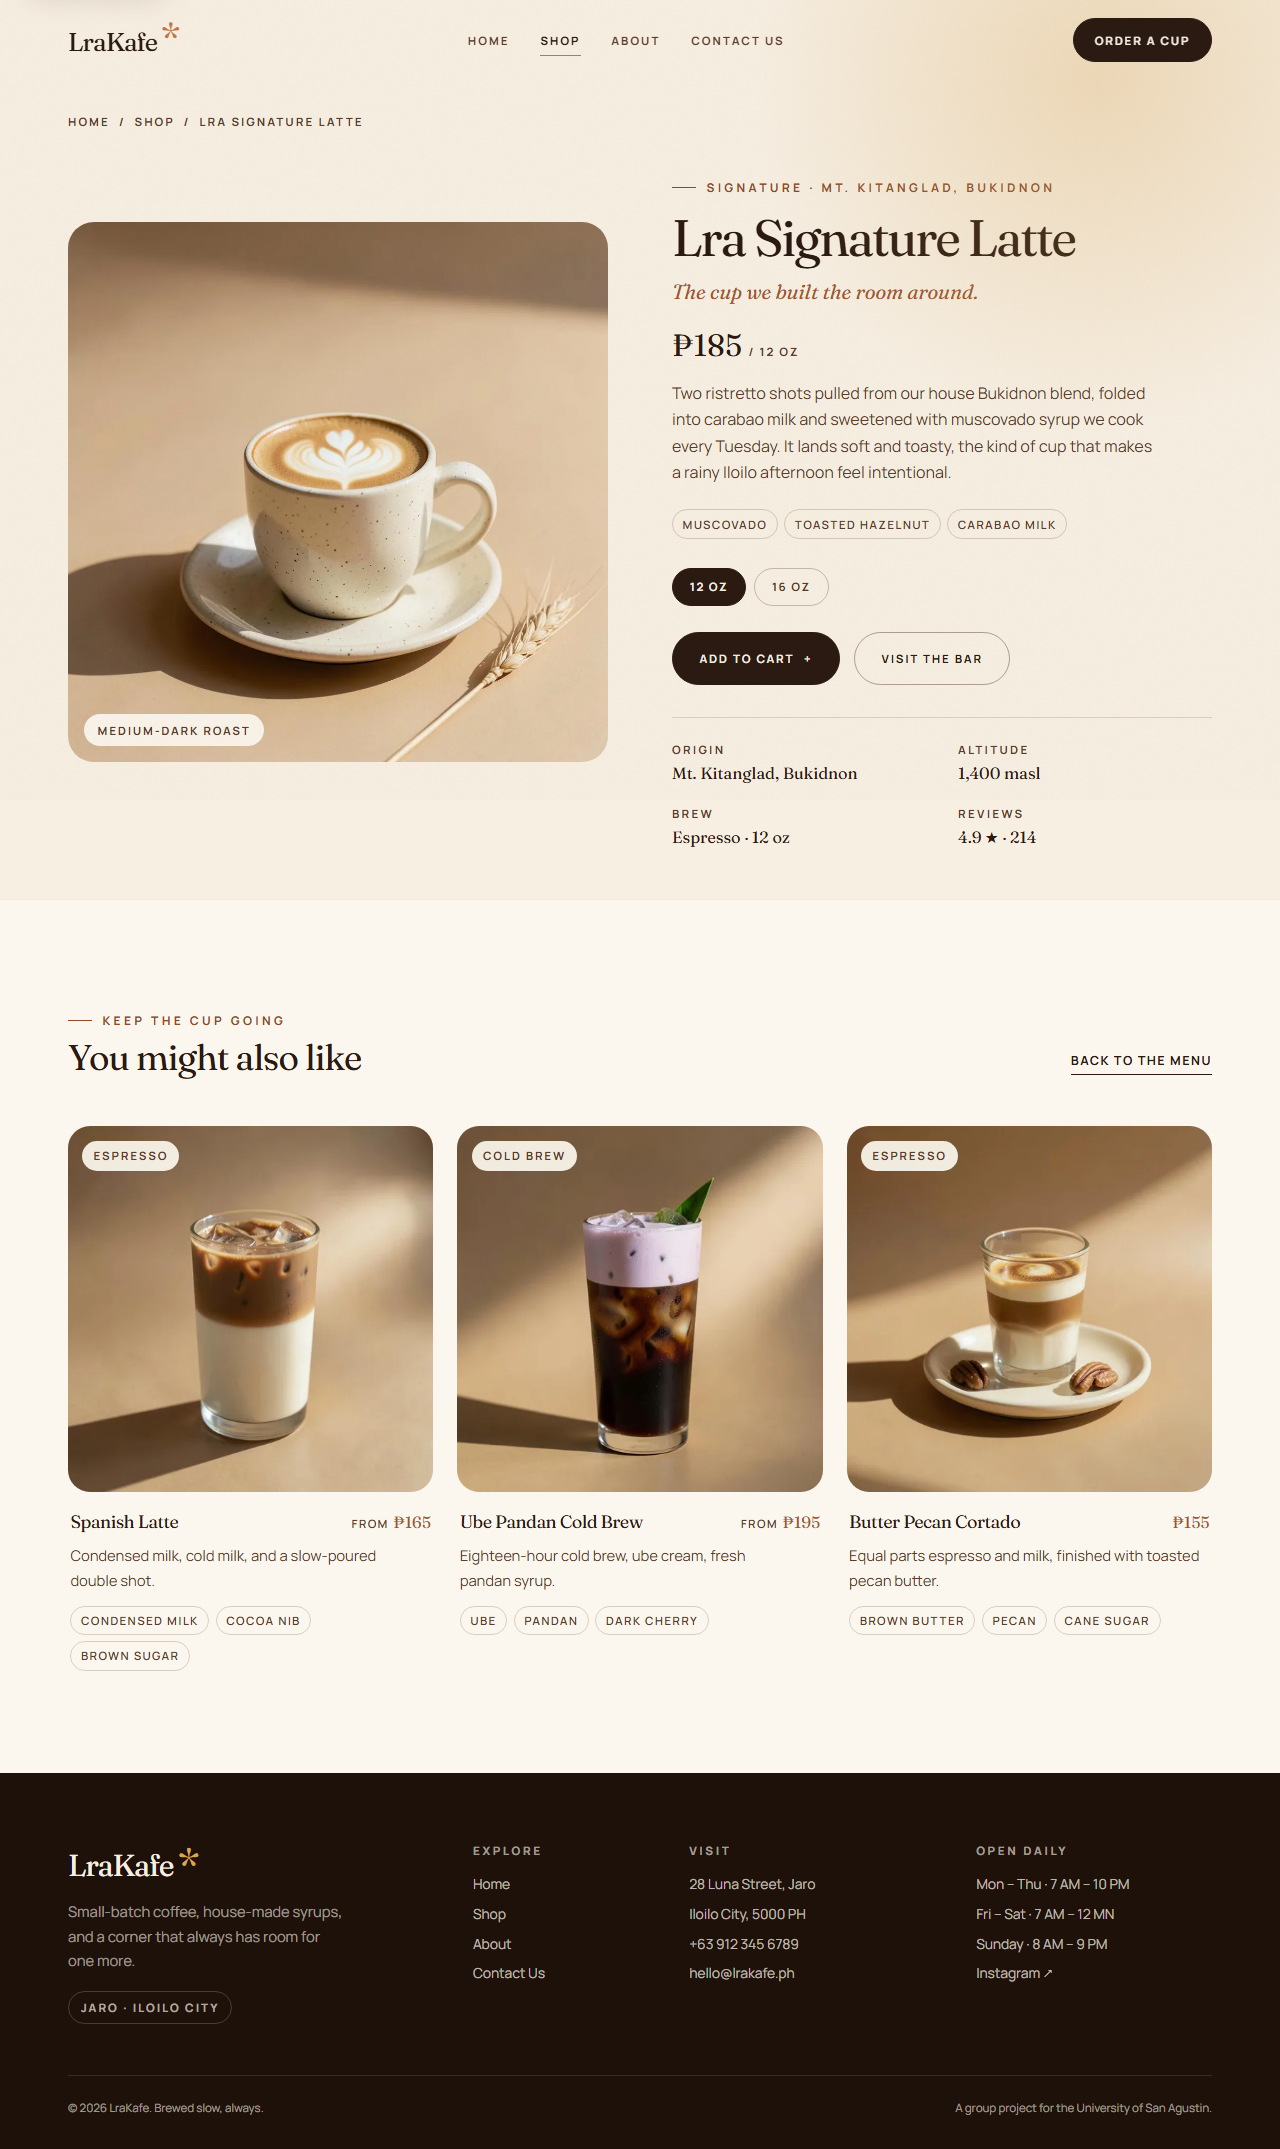 LraKafe*
HOME SHOP ABOUT CONTACT US
ORDER A CUP
HOME / SHOP / LRA SIGNATURE LATTE
SIGNATURE · MT. KITANGLAD, BUKIDNON
Lra Signature Latte
The cup we built the room around.
₱185 / 12 OZ
Two ristretto shots pulled from our house Bukidnon blend, folded
into carabao milk and sweetened with muscovado syrup we cook
every Tuesday. It lands soft and toasty, the kind of cup that makes
a rainy Iloilo afternoon feel intentional.
MUSCOVADO TOASTED HAZELNUT CARABAO MILK
12 OZ 16 OZ
ADD TO CART + VISIT THE BAR
MEDIUM-DARK ROAST
ORIGIN
Mt. Kitanglad, Bukidnon
ALTITUDE
1,400 masl
BREW
Espresso · 12 oz
REVIEWS
4.9 ★ · 214
KEEP THE CUP GOING
You might also like
BACK TO THE MENU
ESPRESSO
Spanish Latte FROM ₱165
Condensed milk, cold milk, and a slow-poured
double shot.
CONDENSED MILK COCOA NIB
BROWN SUGAR
COLD BREW
Ube Pandan Cold Brew FROM ₱195
Eighteen-hour cold brew, ube cream, fresh
pandan syrup.
UBE PANDAN DARK CHERRY
ESPRESSO
Butter Pecan Cortado ₱155
Equal parts espresso and milk, finished with toasted
pecan butter.
BROWN BUTTER PECAN CANE SUGAR
LraKafe*
Small-batch coffee, house-made syrups,
and a corner that always has room for
one more.
JARO · ILOILO CITY
EXPLORE
Home
Shop
About
Contact Us
VISIT
28 Luna Street, Jaro
Iloilo City, 5000 PH
+63 912 345 6789
hello@lrakafe.ph
OPEN DAILY
Mon – Thu · 7 AM – 10 PM
Fri – Sat · 7 AM – 12 MN
Sunday · 8 AM – 9 PM
Instagram ↗
© 2026 LraKafe. Brewed slow, always.
A group project for the University of San Agustin.